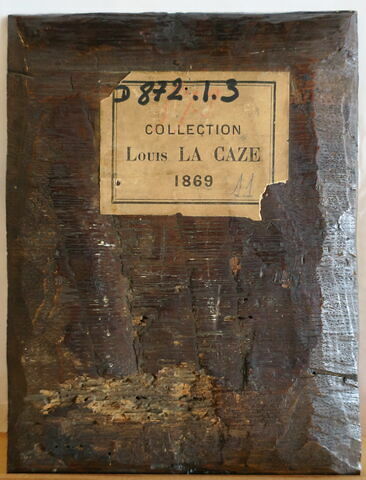 D 872.1.3
COLLECTION
Louis LA CAZE
1869 11